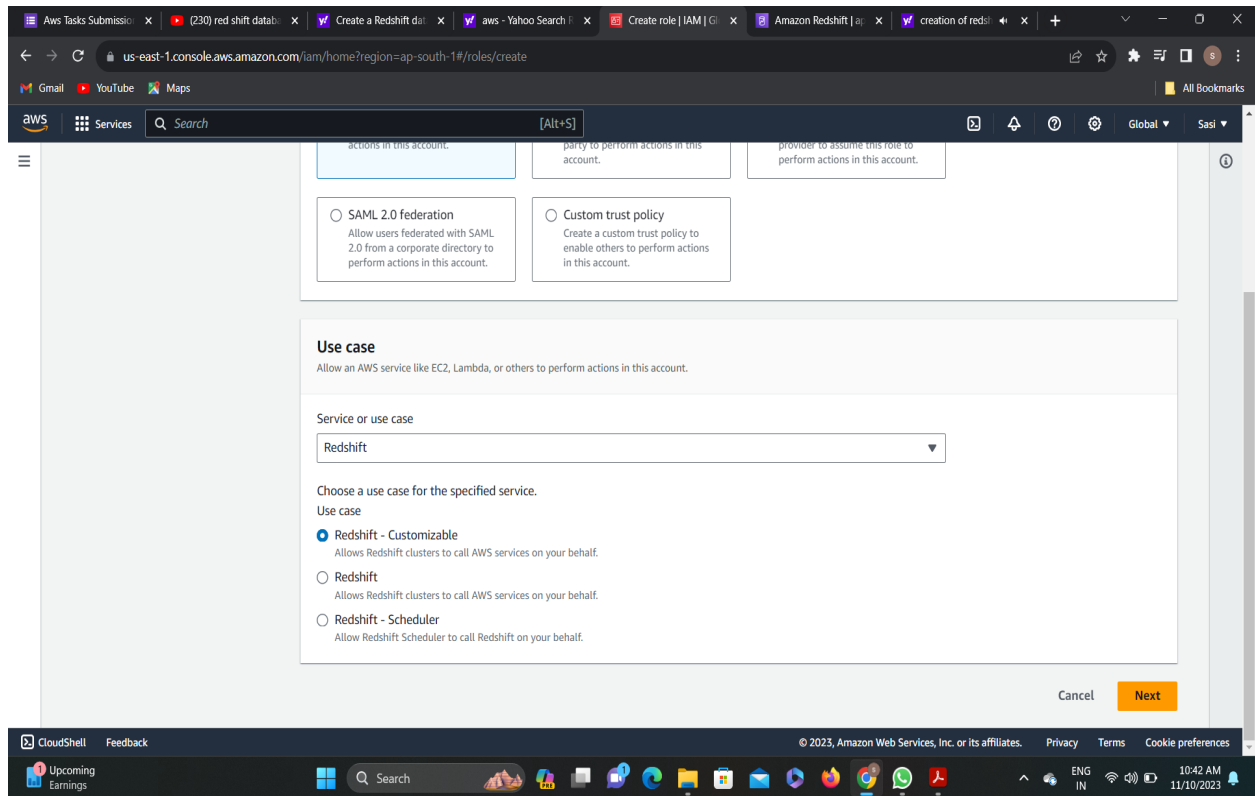 Aws Tasks Submission
(230) red shift databa
Create a Redshift dat
aws - Yahoo Search R
Create role | IAM | Gl
Amazon Redshift | ap
creation of redsh
us-east-1.console.aws.amazon.com/iam/home?region=ap-south-1#/roles/create
S
Gmail
YouTube
Maps
All Bookmarks
aws
Services
Search
[Alt+S]
Global
Sasi
actions in this account.
party to perform actions in this
account.
provider to assume this role to
perform actions in this account.
SAML 2.0 federation
Allow users federated with SAML
2.0 from a corporate directory to
perform actions in this account.
Custom trust policy
Create a custom trust policy to
enable others to perform actions
in this account.
Use case
Allow an AWS service like EC2, Lambda, or others to perform actions in this account.
Service or use case
Redshift
Choose a use case for the specified service.
Use case
Redshift - Customizable
Allows Redshift clusters to call AWS services on your behalf.
Redshift
Allows Redshift clusters to call AWS services on your behalf.
Redshift - Scheduler
Allow Redshift Scheduler to call Redshift on your behalf.
Cancel
Next
CloudShell
Feedback
© 2023, Amazon Web Services, Inc. or its affiliates.
Privacy
Terms
Cookie preferences
1
Upcoming
Earnings
Search
PRE
1
S
ENG
IN
10:42 AM
11/10/2023